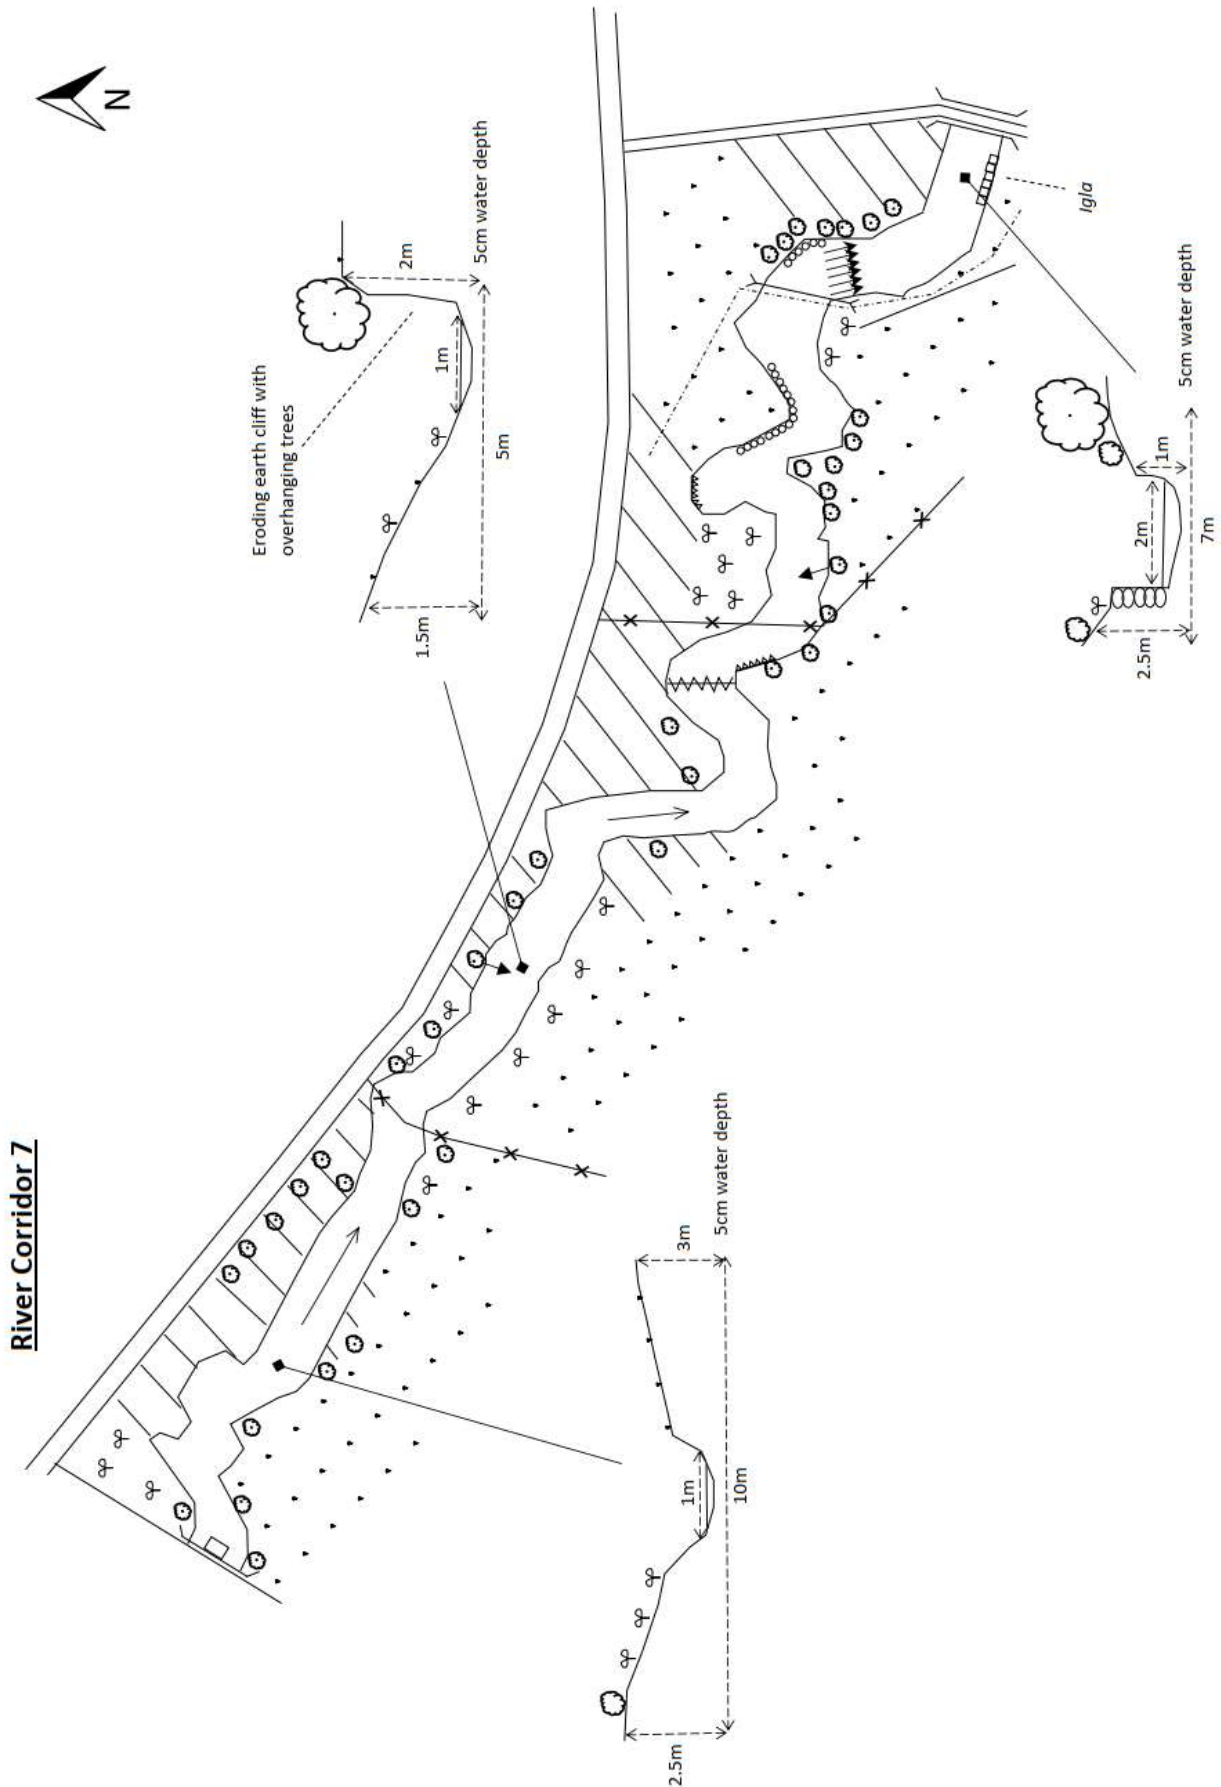 River Corridor 7
N
Eroding earth cliff with
overhanging trees
2m
1m
5m
1.5m
5cm water depth
Igla
2m
1m
7m
2.5m
5cm water depth
3m
1m
10m
2.5m
5cm water depth